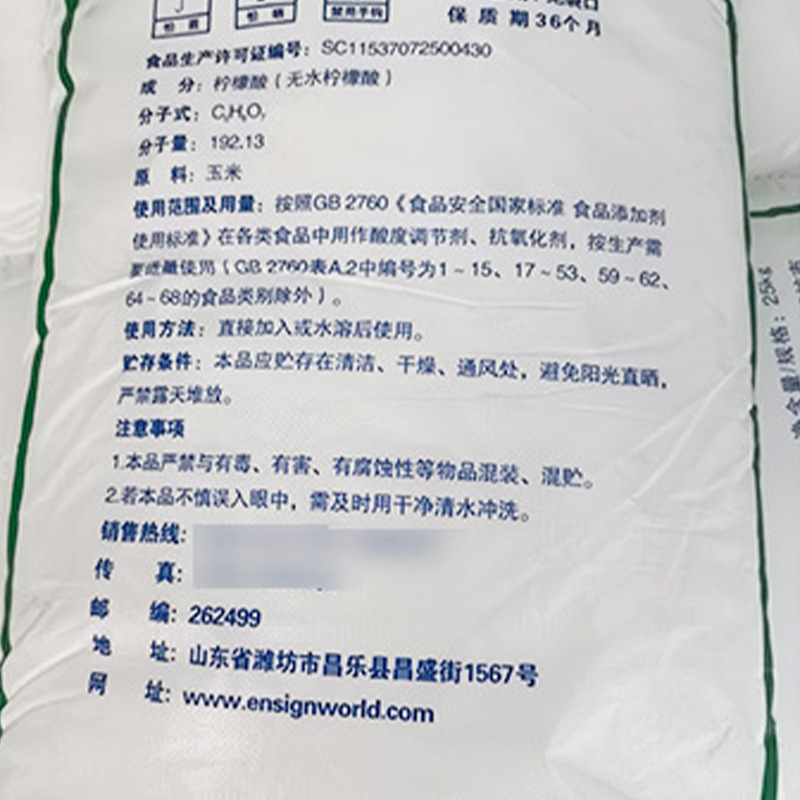 怕晒
禁用手钩
保质期36个月
食品生产许可证编号：SC11537072500430
成 分：柠檬酸（无水柠檬酸）
分子式：C₆H₈O₇
分子量：192.13
原 料：玉米
使用范围及用量：按照GB 2760《食品安全国家标准 食品添加剂
使用标准》在各类食品中用作酸度调节剂、抗氧化剂，按生产需
要适量使用（GB 2760表A.2中编号为1～15、17～53、59～62、
64～68的食品类别除外）。
使用方法：直接加入或水溶后使用。
贮存条件：本品应贮存在清洁、干燥、通风处，避免阳光直晒，
严禁露天堆放。
注意事项
1.本品严禁与有毒、有害、有腐蚀性等物品混装、混贮。
2.若本品不慎误入眼中，需及时用干净清水冲洗。
销售热线：
传 真：
邮 编：262499
地 址：山东省潍坊市昌乐县昌盛街1567号
网 址：www.ensignworld.com
含量/规格：25kg